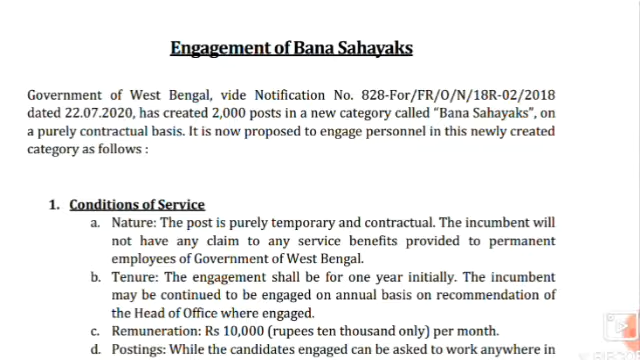 Engagement of Bana Sahayaks
Government of West Bengal, vide Notification No. 828-For/FR/O/N/18R-02/2018
dated 22.07.2020, has created 2,000 posts in a new category called “Bana Sahayaks”, on
a purely contractual basis. It is now proposed to engage personnel in this newly created
category as follows :
1. Conditions of Service
a. Nature: The post is purely temporary and contractual. The incumbent will
not have any claim to any service benefits provided to permanent
employees of Government of West Bengal.
b. Tenure: The engagement shall be for one year initially. The incumbent
may be continued to be engaged on annual basis on recommendation of
the Head of Office where engaged.
c. Remuneration: Rs 10,000 (rupees ten thousand only) per month.
d. Postings: While the candidates engaged can be asked to work anywhere in